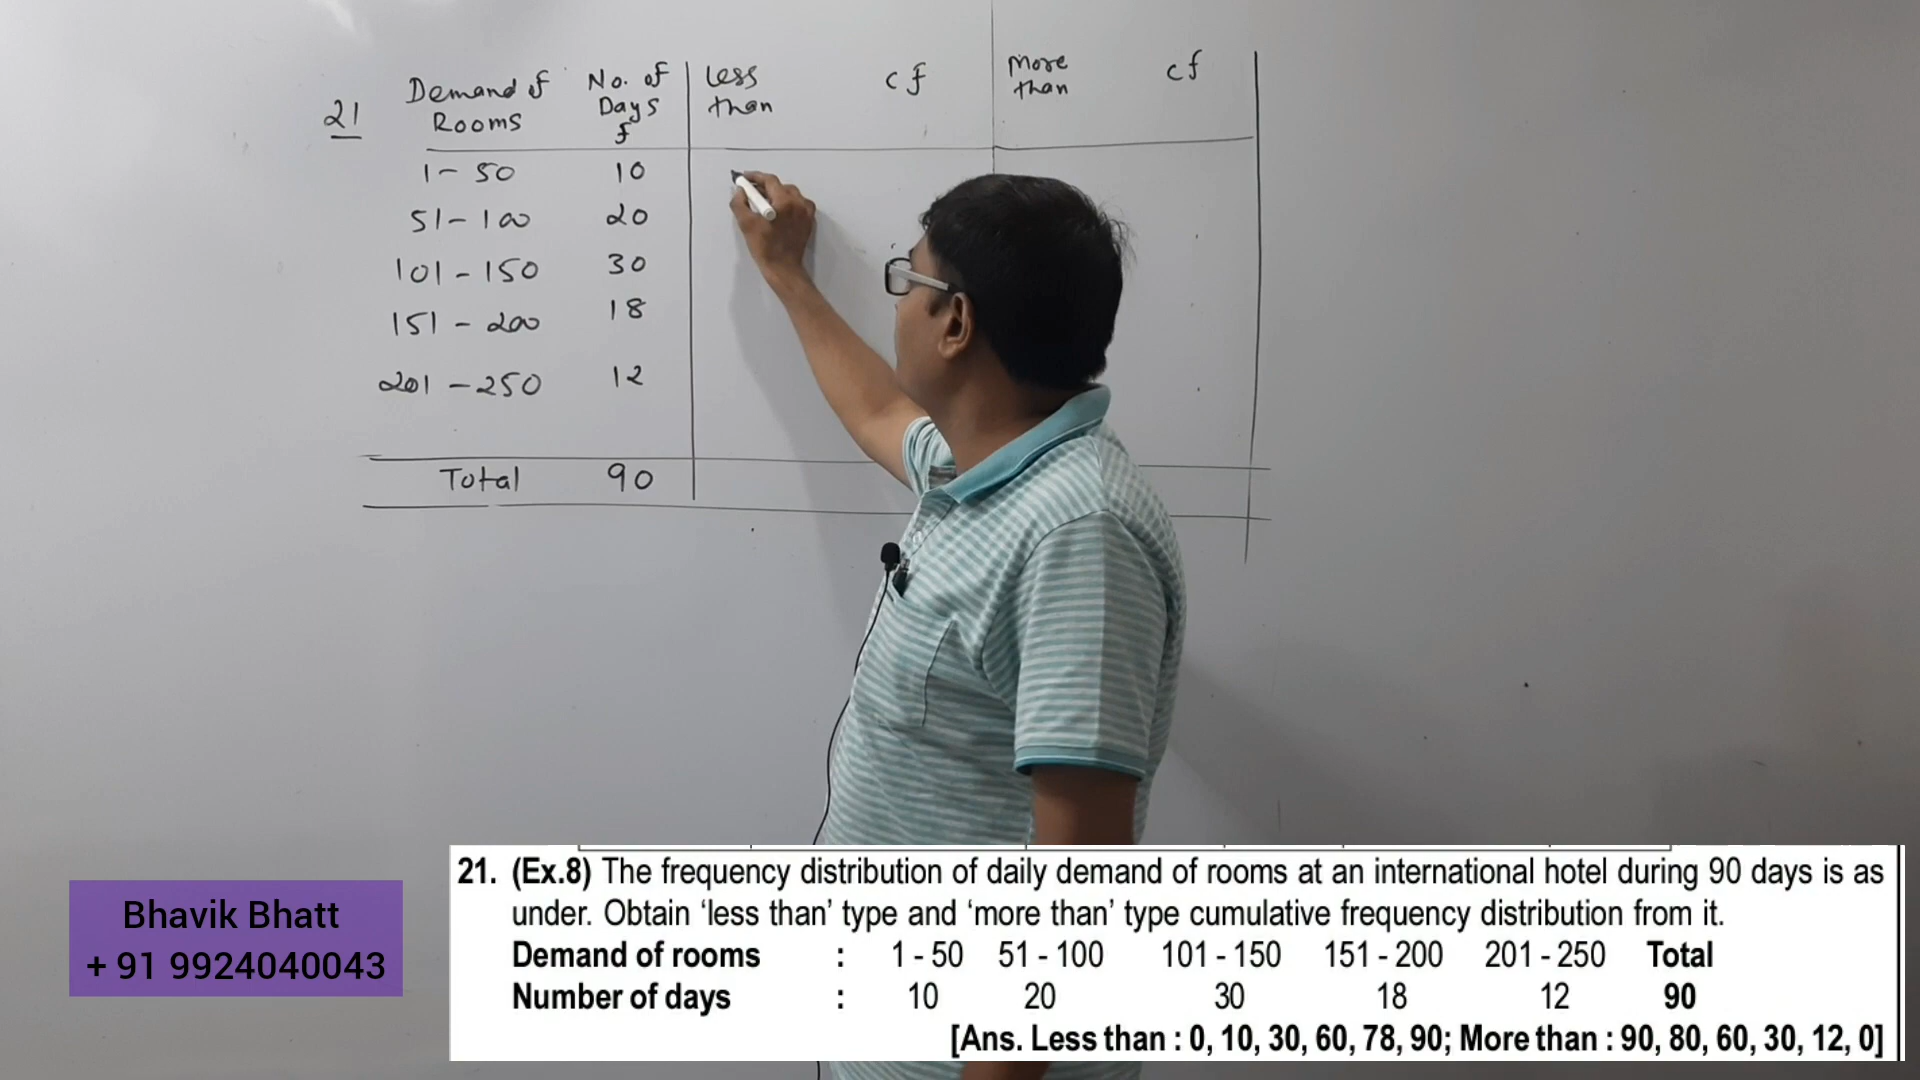 21
Demand of Rooms
No. of Days f
Less than
cf
More than
cf
1 - 50 10
51 - 100 20
101 - 150 30
151 - 200 18
201 - 250 12
Total 90
Bhavik Bhatt
+ 91 9924040043
21. (Ex.8) The frequency distribution of daily demand of rooms at an international hotel during 90 days is as
under. Obtain ‘less than’ type and ‘more than’ type cumulative frequency distribution from it.
Demand of rooms : 1 - 50 51 - 100 101 - 150 151 - 200 201 - 250 Total
Number of days : 10 20 30 18 12 90
[Ans. Less than : 0, 10, 30, 60, 78, 90; More than : 90, 80, 60, 30, 12, 0]